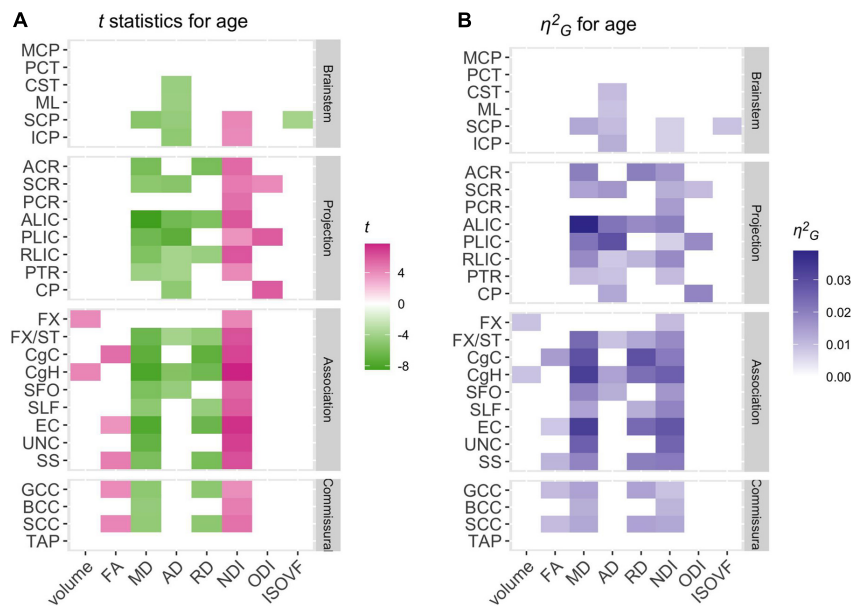 A
t statistics for age
MCP
PCT
CST
ML
SCP
ICP
Brainstem
ACR
SCR
PCR
ALIC
PLIC
RLIC
PTR
CP
Projection
FX
FX/ST
CgC
CgH
SFO
SLF
EC
UNC
SS
Association
GCC
BCC
SCC
TAP
Commissural
volume FA MD AD RD NDI ODI ISOVF
t
4
0
-4
-8
B
η²G for age
MCP
PCT
CST
ML
SCP
ICP
Brainstem
ACR
SCR
PCR
ALIC
PLIC
RLIC
PTR
CP
Projection
FX
FX/ST
CgC
CgH
SFO
SLF
EC
UNC
SS
Association
GCC
BCC
SCC
TAP
Commissural
volume FA MD AD RD NDI ODI ISOVF
η²G
0.03
0.02
0.01
0.00